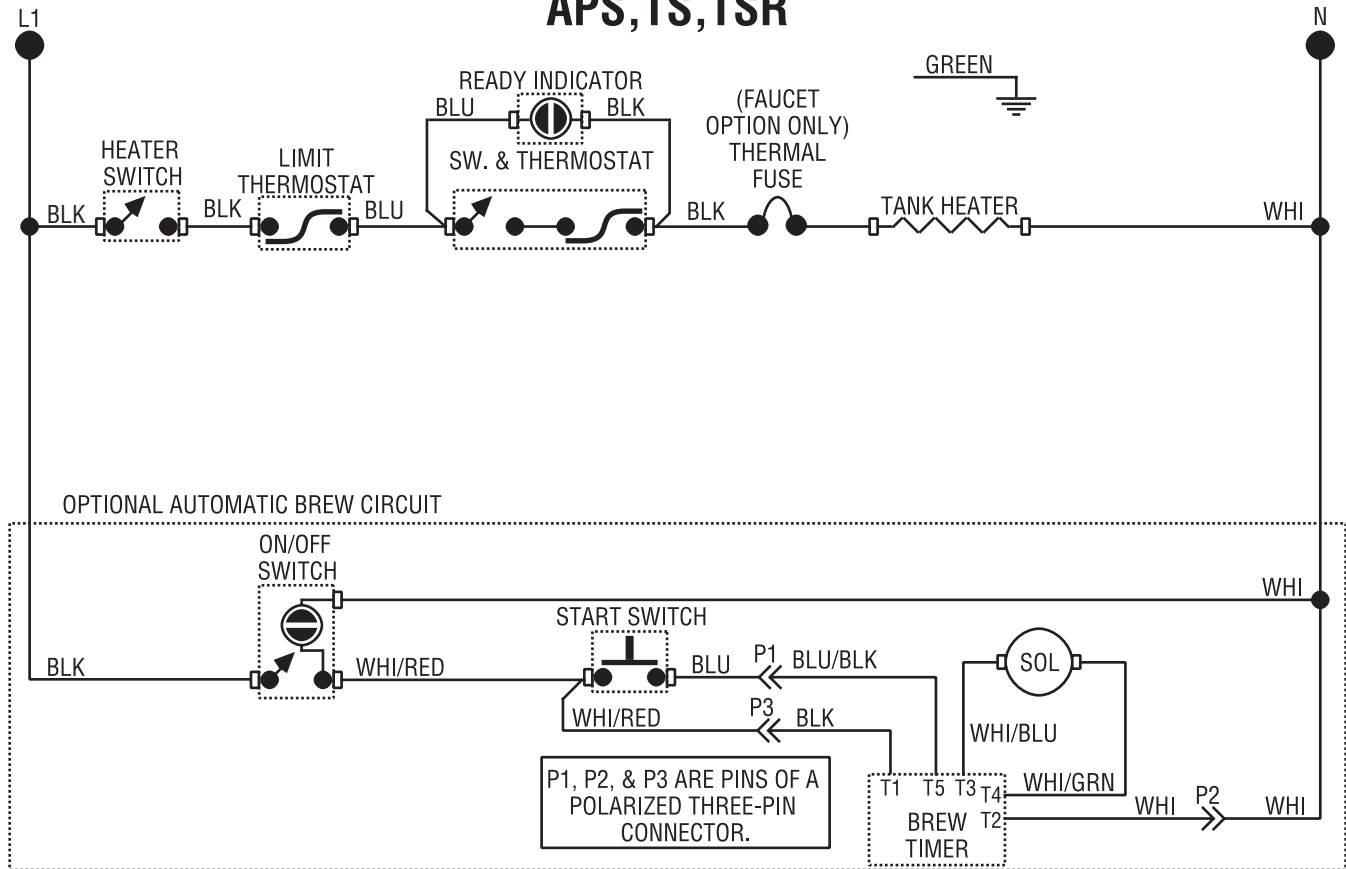 APS,TS,TSR
L1
N
GREEN
READY INDICATOR
BLU
BLK
(FAUCET
OPTION ONLY)
THERMAL
FUSE
HEATER
SWITCH
LIMIT
THERMOSTAT
SW. & THERMOSTAT
TANK HEATER
BLK
BLK
BLU
BLK
WHI
OPTIONAL AUTOMATIC BREW CIRCUIT
ON/OFF
SWITCH
WHI
START SWITCH
SOL
BLK
WHI/RED
BLU
P1
BLU/BLK
WHI/RED
P3
BLK
WHI/BLU
P1, P2, & P3 ARE PINS OF A
POLARIZED THREE-PIN
CONNECTOR.
T1
T5
T3
T4
WHI/GRN
T2
WHI
P2
WHI
BREW
TIMER